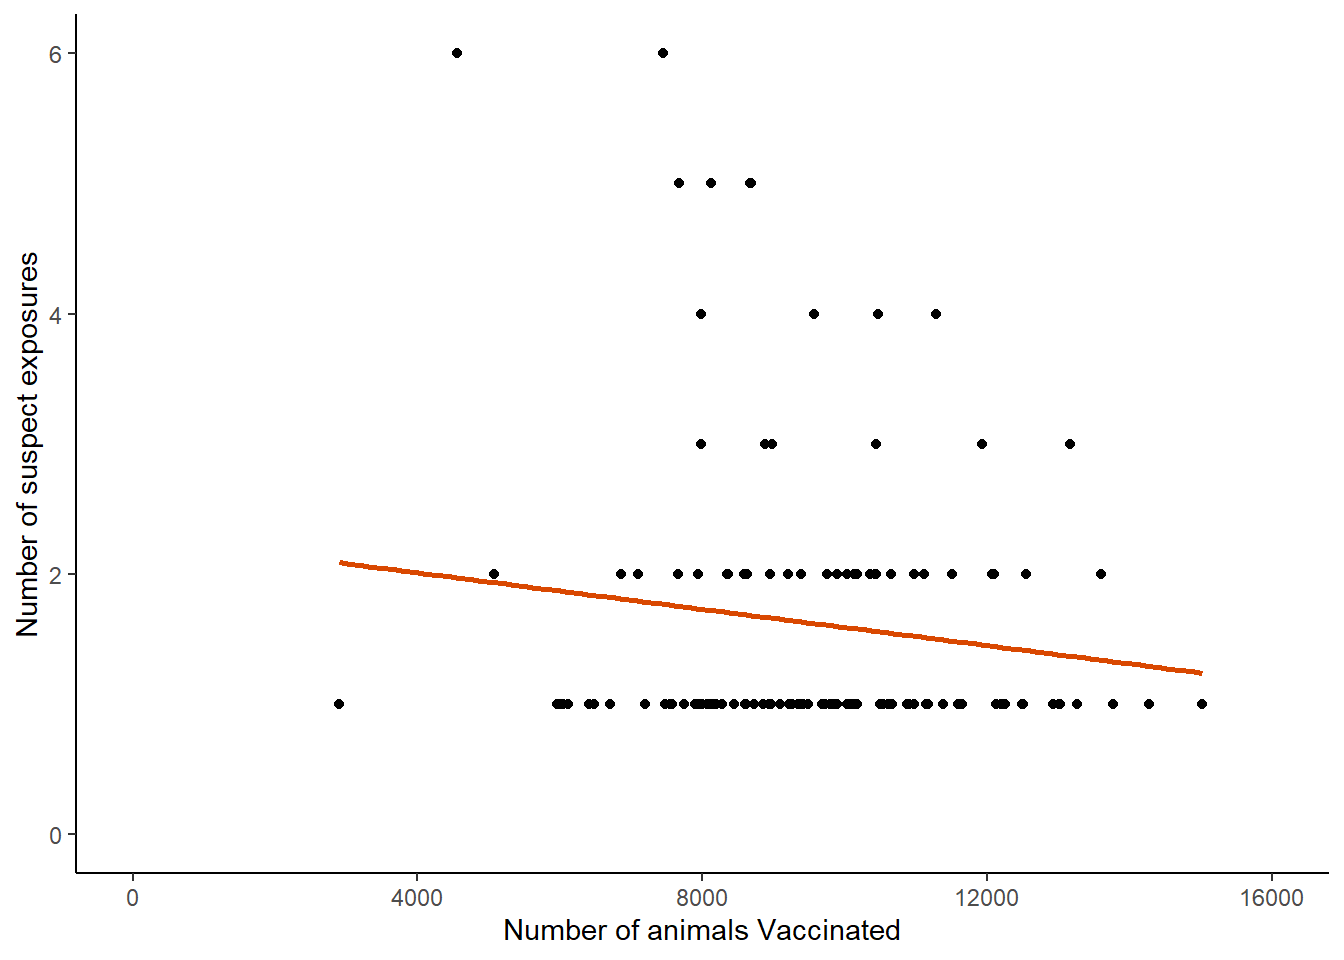 6
4
2
0
Number of suspect exposures
0 4000 8000 12000 16000
Number of animals Vaccinated